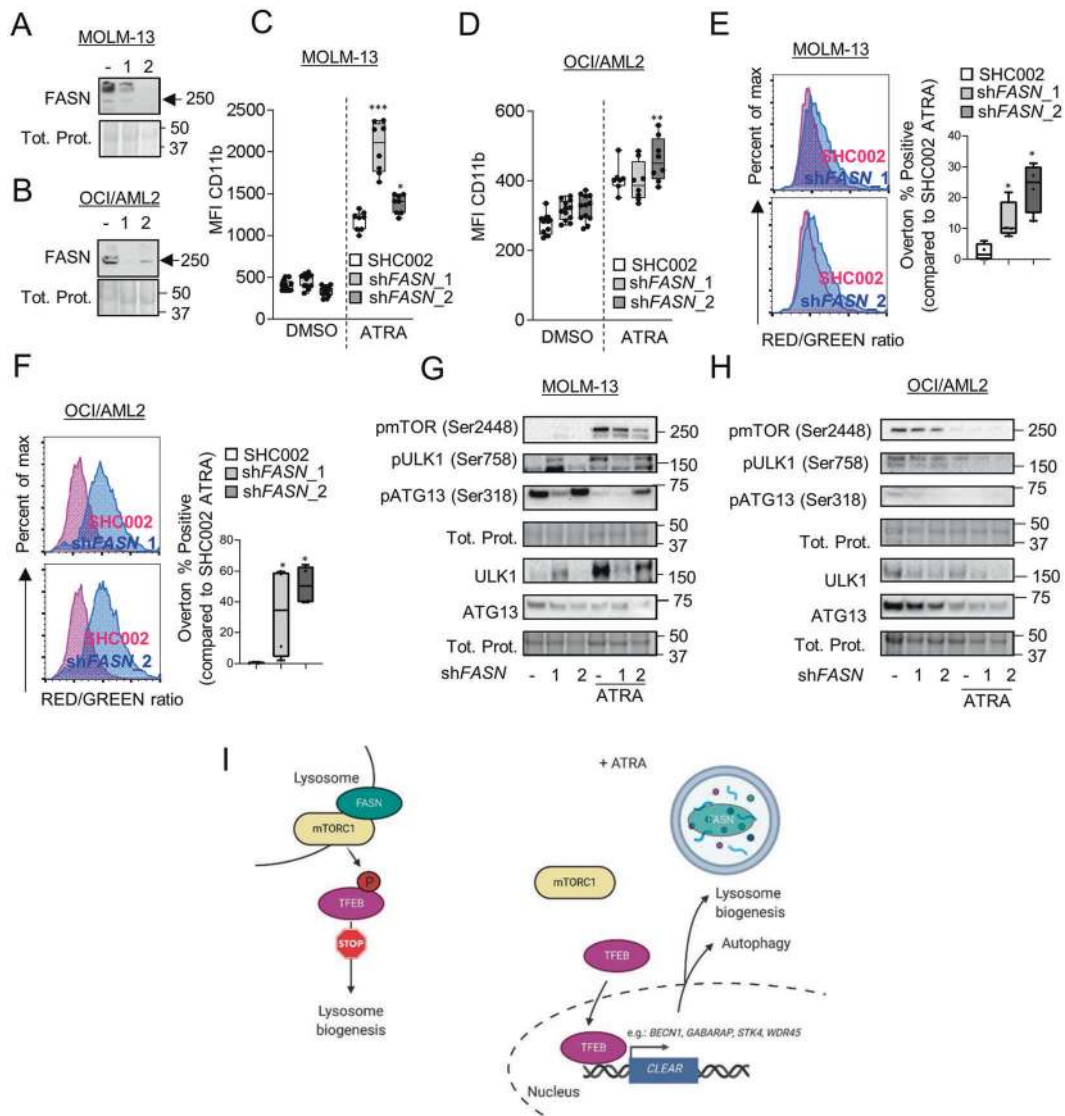 A
MOLM-13
- 1 2
FASN
250
Tot. Prot.
50
37
B
OCI/AML2
- 1 2
FASN
250
Tot. Prot.
50
37
C
MOLM-13
MFI CD11b
2500
2000
1500
1000
500
0
***
*
SHC002
shFASN_1
shFASN_2
DMSO
ATRA
D
OCI/AML2
MFI CD11b
600
400
200
0
**
SHC002
shFASN_1
shFASN_2
DMSO
ATRA
E
MOLM-13
Percent of max
SHC002
shFASN_1
SHC002
shFASN_2
RED/GREEN ratio
SHC002
shFASN_1
shFASN_2
Overton % Positive
(compared to SHC002 ATRA)
40
30
20
10
0
*
*
F
OCI/AML2
Percent of max
SHC002
shFASN_1
SHC002
shFASN_2
RED/GREEN ratio
SHC002
shFASN_1
shFASN_2
Overton % Positive
(compared to SHC002 ATRA)
80
60
40
20
0
*
*
G
MOLM-13
pmTOR (Ser2448)
250
pULK1 (Ser758)
150
pATG13 (Ser318)
75
Tot. Prot.
50
37
ULK1
150
ATG13
75
Tot. Prot.
50
37
shFASN
- 1 2 - 1 2
ATRA
H
OCI/AML2
pmTOR (Ser2448)
250
pULK1 (Ser758)
150
pATG13 (Ser318)
75
Tot. Prot.
50
37
ULK1
150
ATG13
75
Tot. Prot.
50
37
shFASN
- 1 2 - 1 2
ATRA
I
Lysosome
FASN
mTORC1
P
TFEB
STOP
Lysosome
biogenesis
+ ATRA
FASN
mTORC1
Lysosome
biogenesis
Autophagy
TFEB
e.g.: BECN1, GABARAP, STK4, WDR45
TFEB
CLEAR
Nucleus